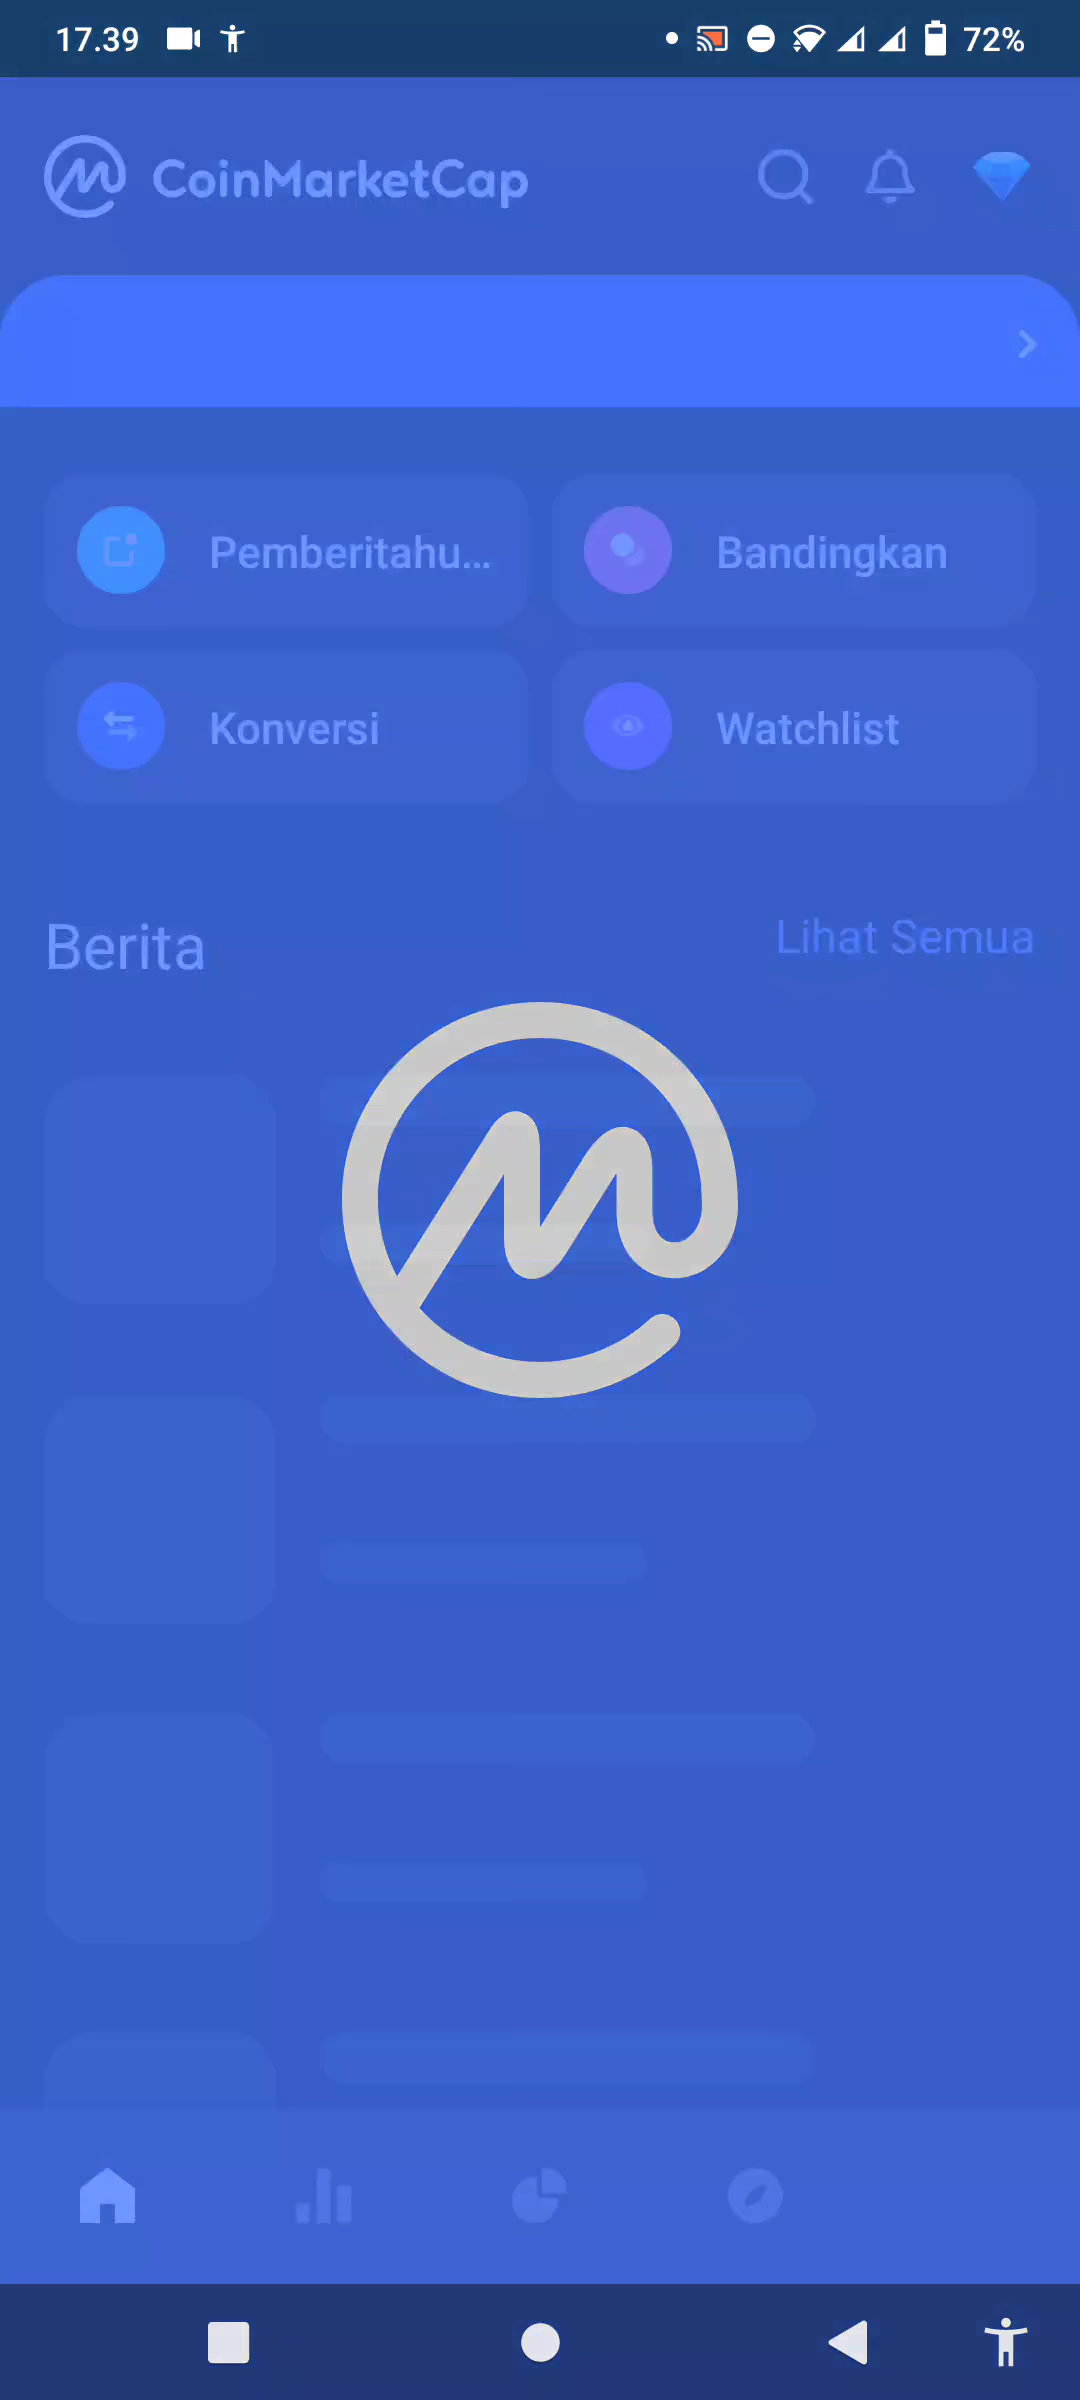 17.39
72%
CoinMarketCap
Pemberitahu...
Bandingkan
Konversi
Watchlist
Berita
Lihat Semua